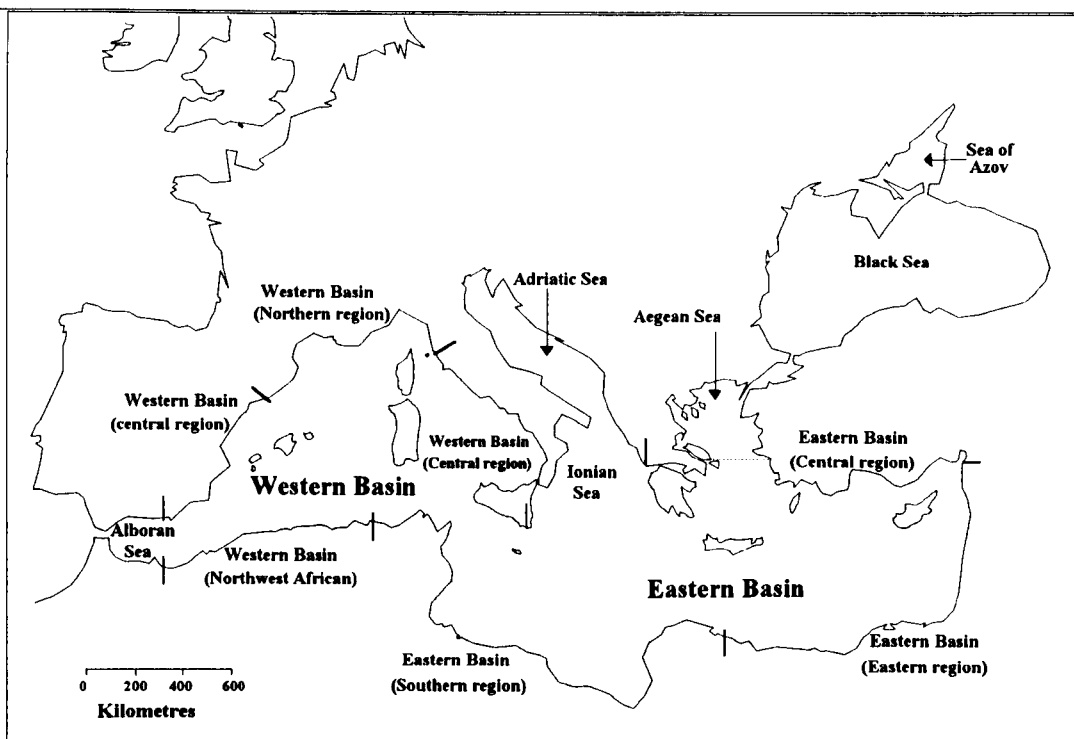 Sea of
Azov
Black Sea
Adriatic Sea
Western Basin
(Northern region)
Aegean Sea
Western Basin
(central region)
Western Basin
(Central region)
Eastern Basin
(Central region)
Ionian
Sea
Western Basin
Alboran
Sea
Western Basin
(Northwest African)
Eastern Basin
Eastern Basin
(Eastern region)
Eastern Basin
(Southern region)
0 200 400 600
Kilometres